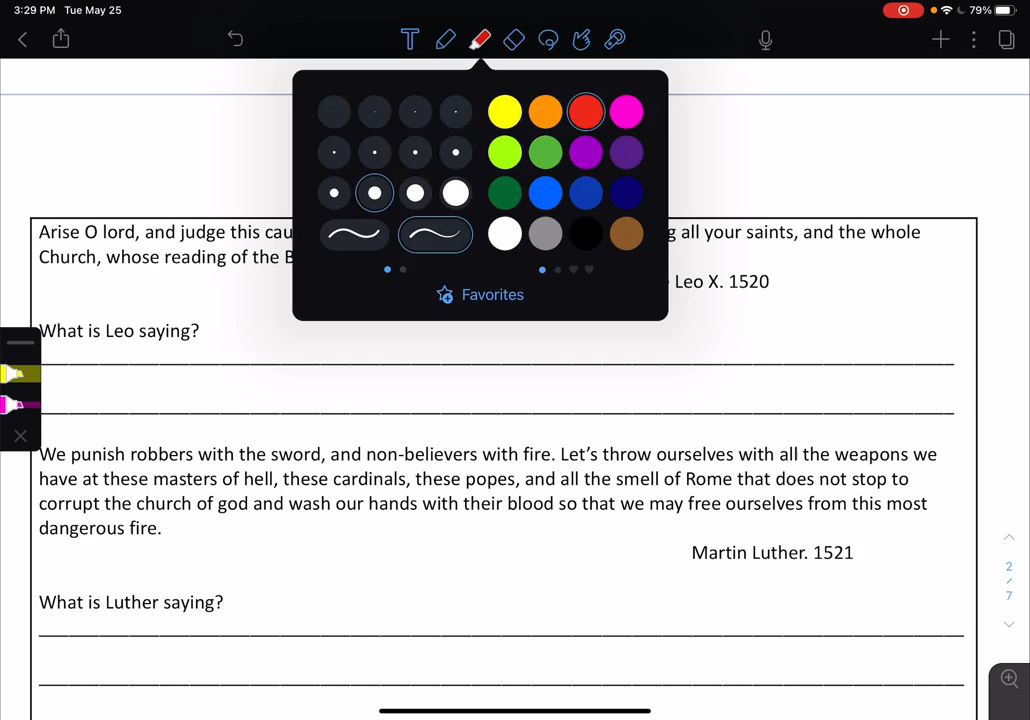 3:29 PM Tue May 25
79%
T
Favorites
Arise O lord, and judge this cau
g all your saints, and the whole
Church, whose reading of the B
Leo X. 1520
What is Leo saying?
We punish robbers with the sword, and non-believers with fire. Let’s throw ourselves with all the weapons we
have at these masters of hell, these cardinals, these popes, and all the smell of Rome that does not stop to
corrupt the church of god and wash our hands with their blood so that we may free ourselves from this most
dangerous fire.
Martin Luther. 1521
What is Luther saying?
2
/
7